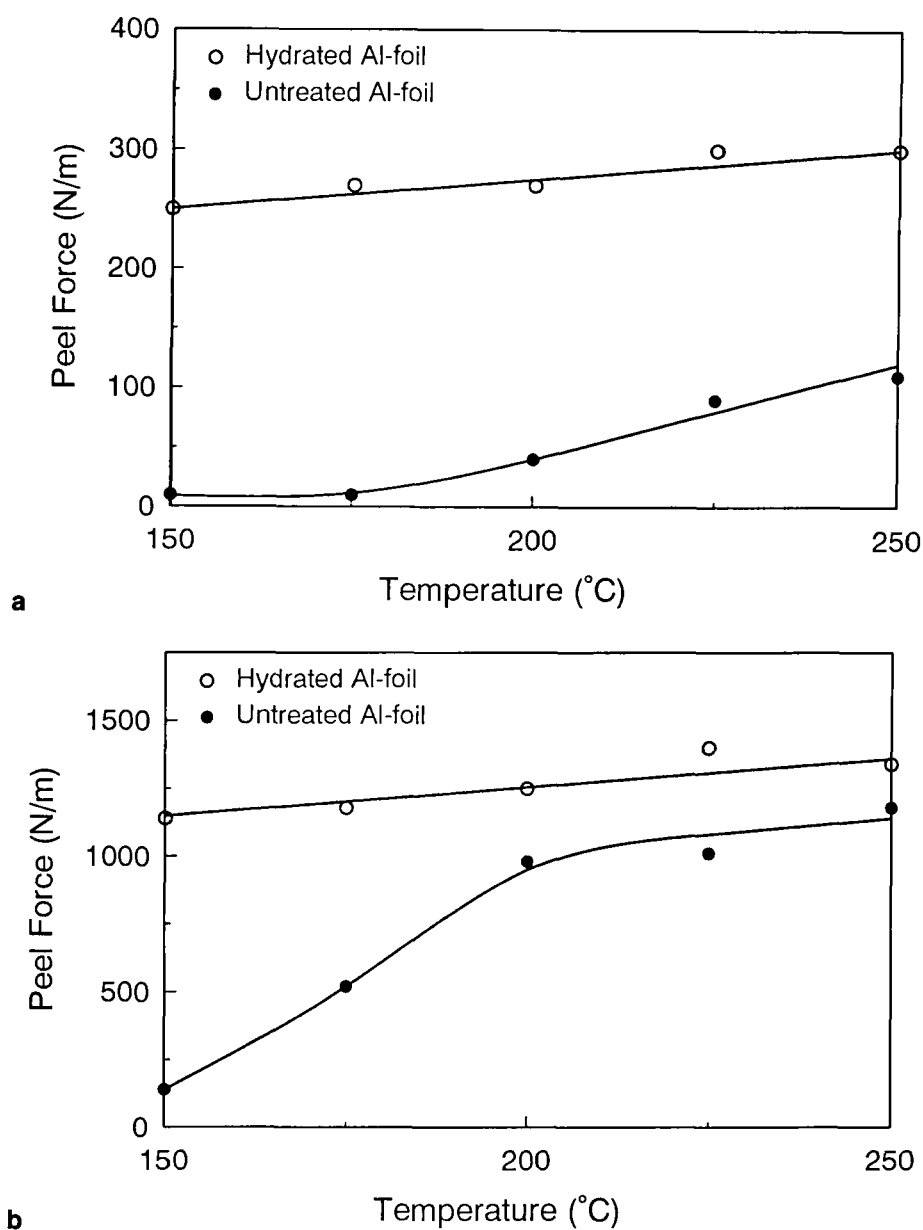 400
300
200
100
0
Peel Force (N/m)
Hydrated Al-foil
Untreated Al-foil
150
200
250
Temperature (°C)
a
1500
1000
500
0
Peel Force (N/m)
Hydrated Al-foil
Untreated Al-foil
150
200
250
Temperature (°C)
b